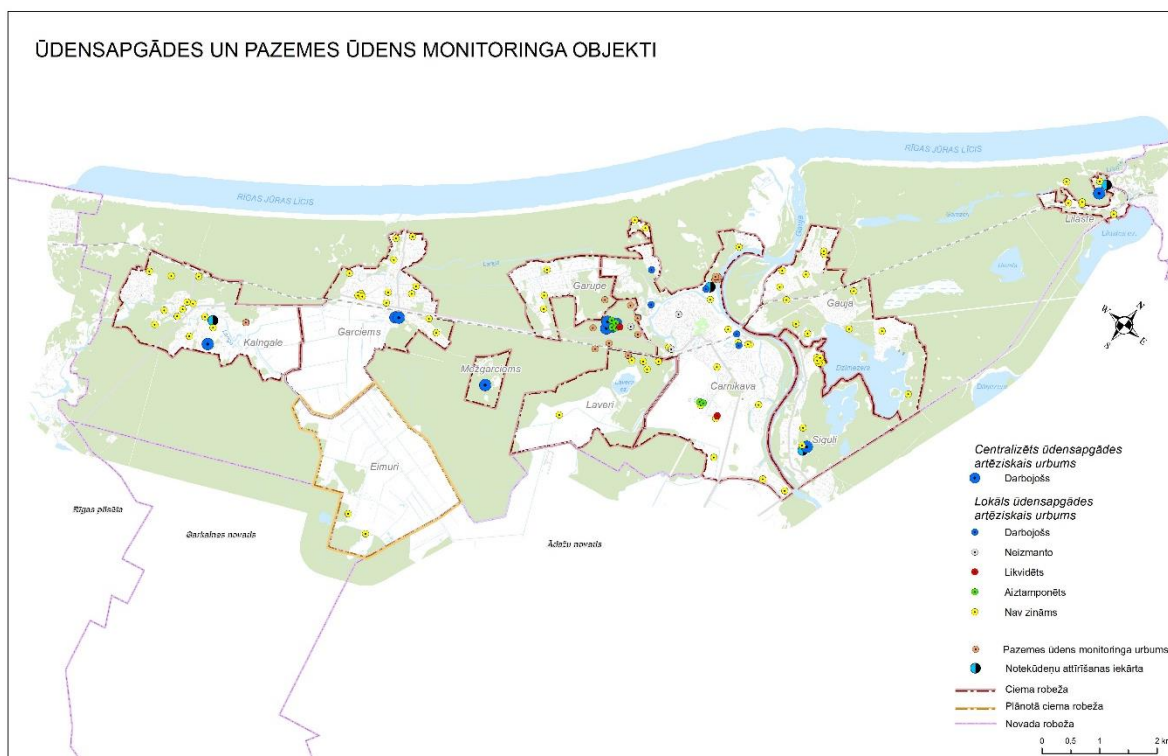 ŪDENSAPGĀDES UN PAZEMES ŪDENS MONITORINGA OBJEKTI
RĪGAS JŪRAS LĪCIS
RĪGAS JŪRAS LĪCIS
Lilaste
Garupe
Gauja
Kalngale
Garciems
Mežgarciems
Carnikava
Dzirnezers
Laveri
Siguļi
Eimuri
Rīgas pilsēta
Garkalnes novads
Ādažu novads
Centralizēts ūdensapgādes
artēziskais urbums
Darbojošs
Lokāls ūdensapgādes
artēziskais urbums
Darbojošs
Neizmanto
Likvidēts
Aiztamponēts
Nav zināms
Pazemes ūdens monitoringa urbums
Notekūdeņu attīrīšanas iekārta
Ciema robeža
Plānotā ciema robeža
Novada robeža
0 0,5 1 2 km
N
E
S
W